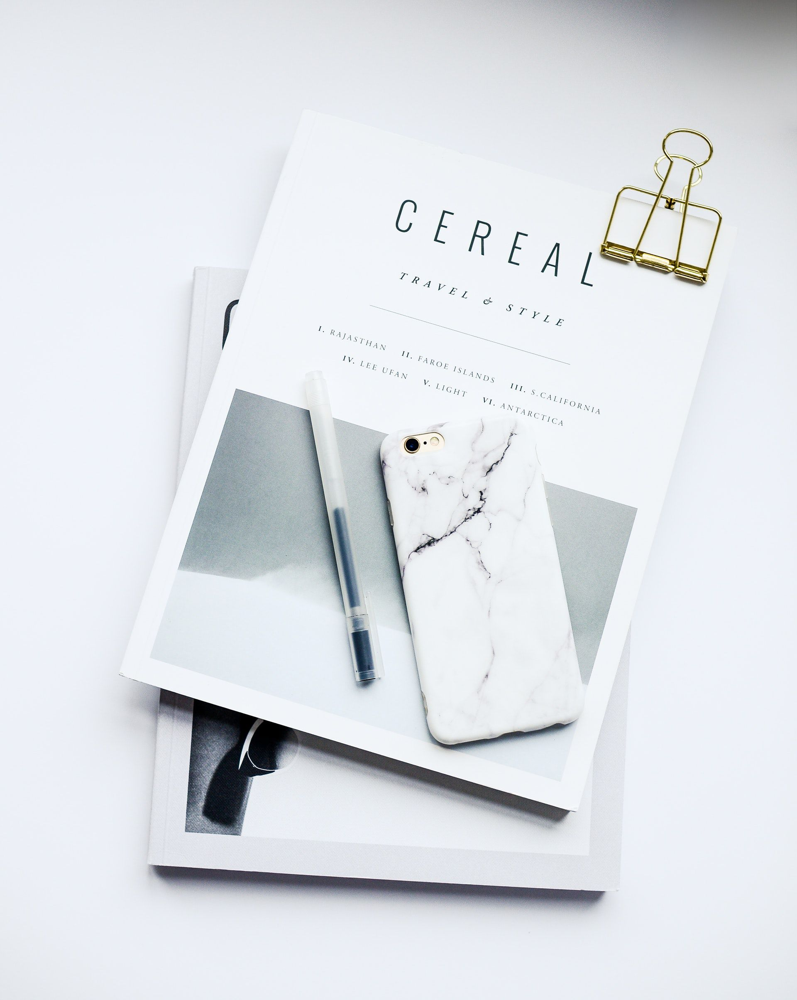 CEREAL
TRAVEL & STYLE
I. RAJASTHAN II. FAROE ISLANDS III. S.CALIFORNIA
IV. LEE UFAN V. LIGHT VI. ANTARCTICA